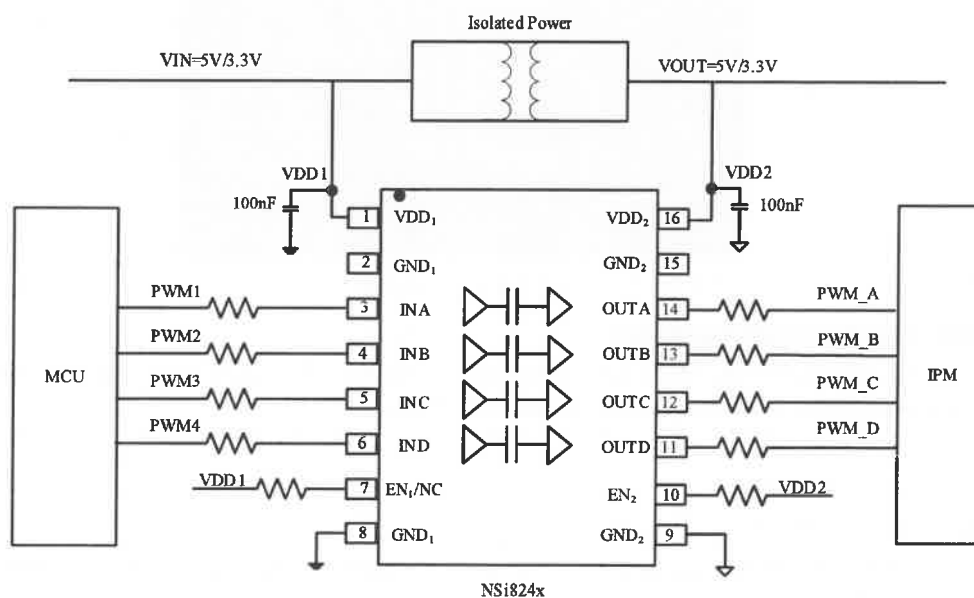 Isolated Power
VIN=5V/3.3V
VOUT=5V/3.3V
VDD1
VDD2
100nF
100nF
1 VDD₁
VDD₂ 16
2 GND₁
GND₂ 15
PWM1
3 INA
OUTA 14
PWM_A
PWM2
4 INB
OUTB 13
PWM_B
MCU
IPM
PWM3
5 INC
OUTC 12
PWM_C
PWM4
6 IND
OUTD 11
PWM_D
VDD1
7 EN₁/NC
EN₂ 10
VDD2
8 GND₁
GND₂ 9
NSi824x